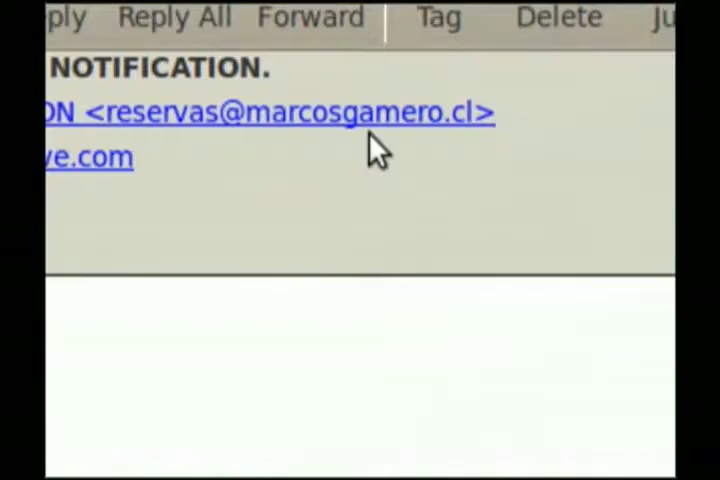 ply Reply All Forward Tag Delete Ju
NOTIFICATION.
ON <reservas@marcosgamero.cl>
ve.com